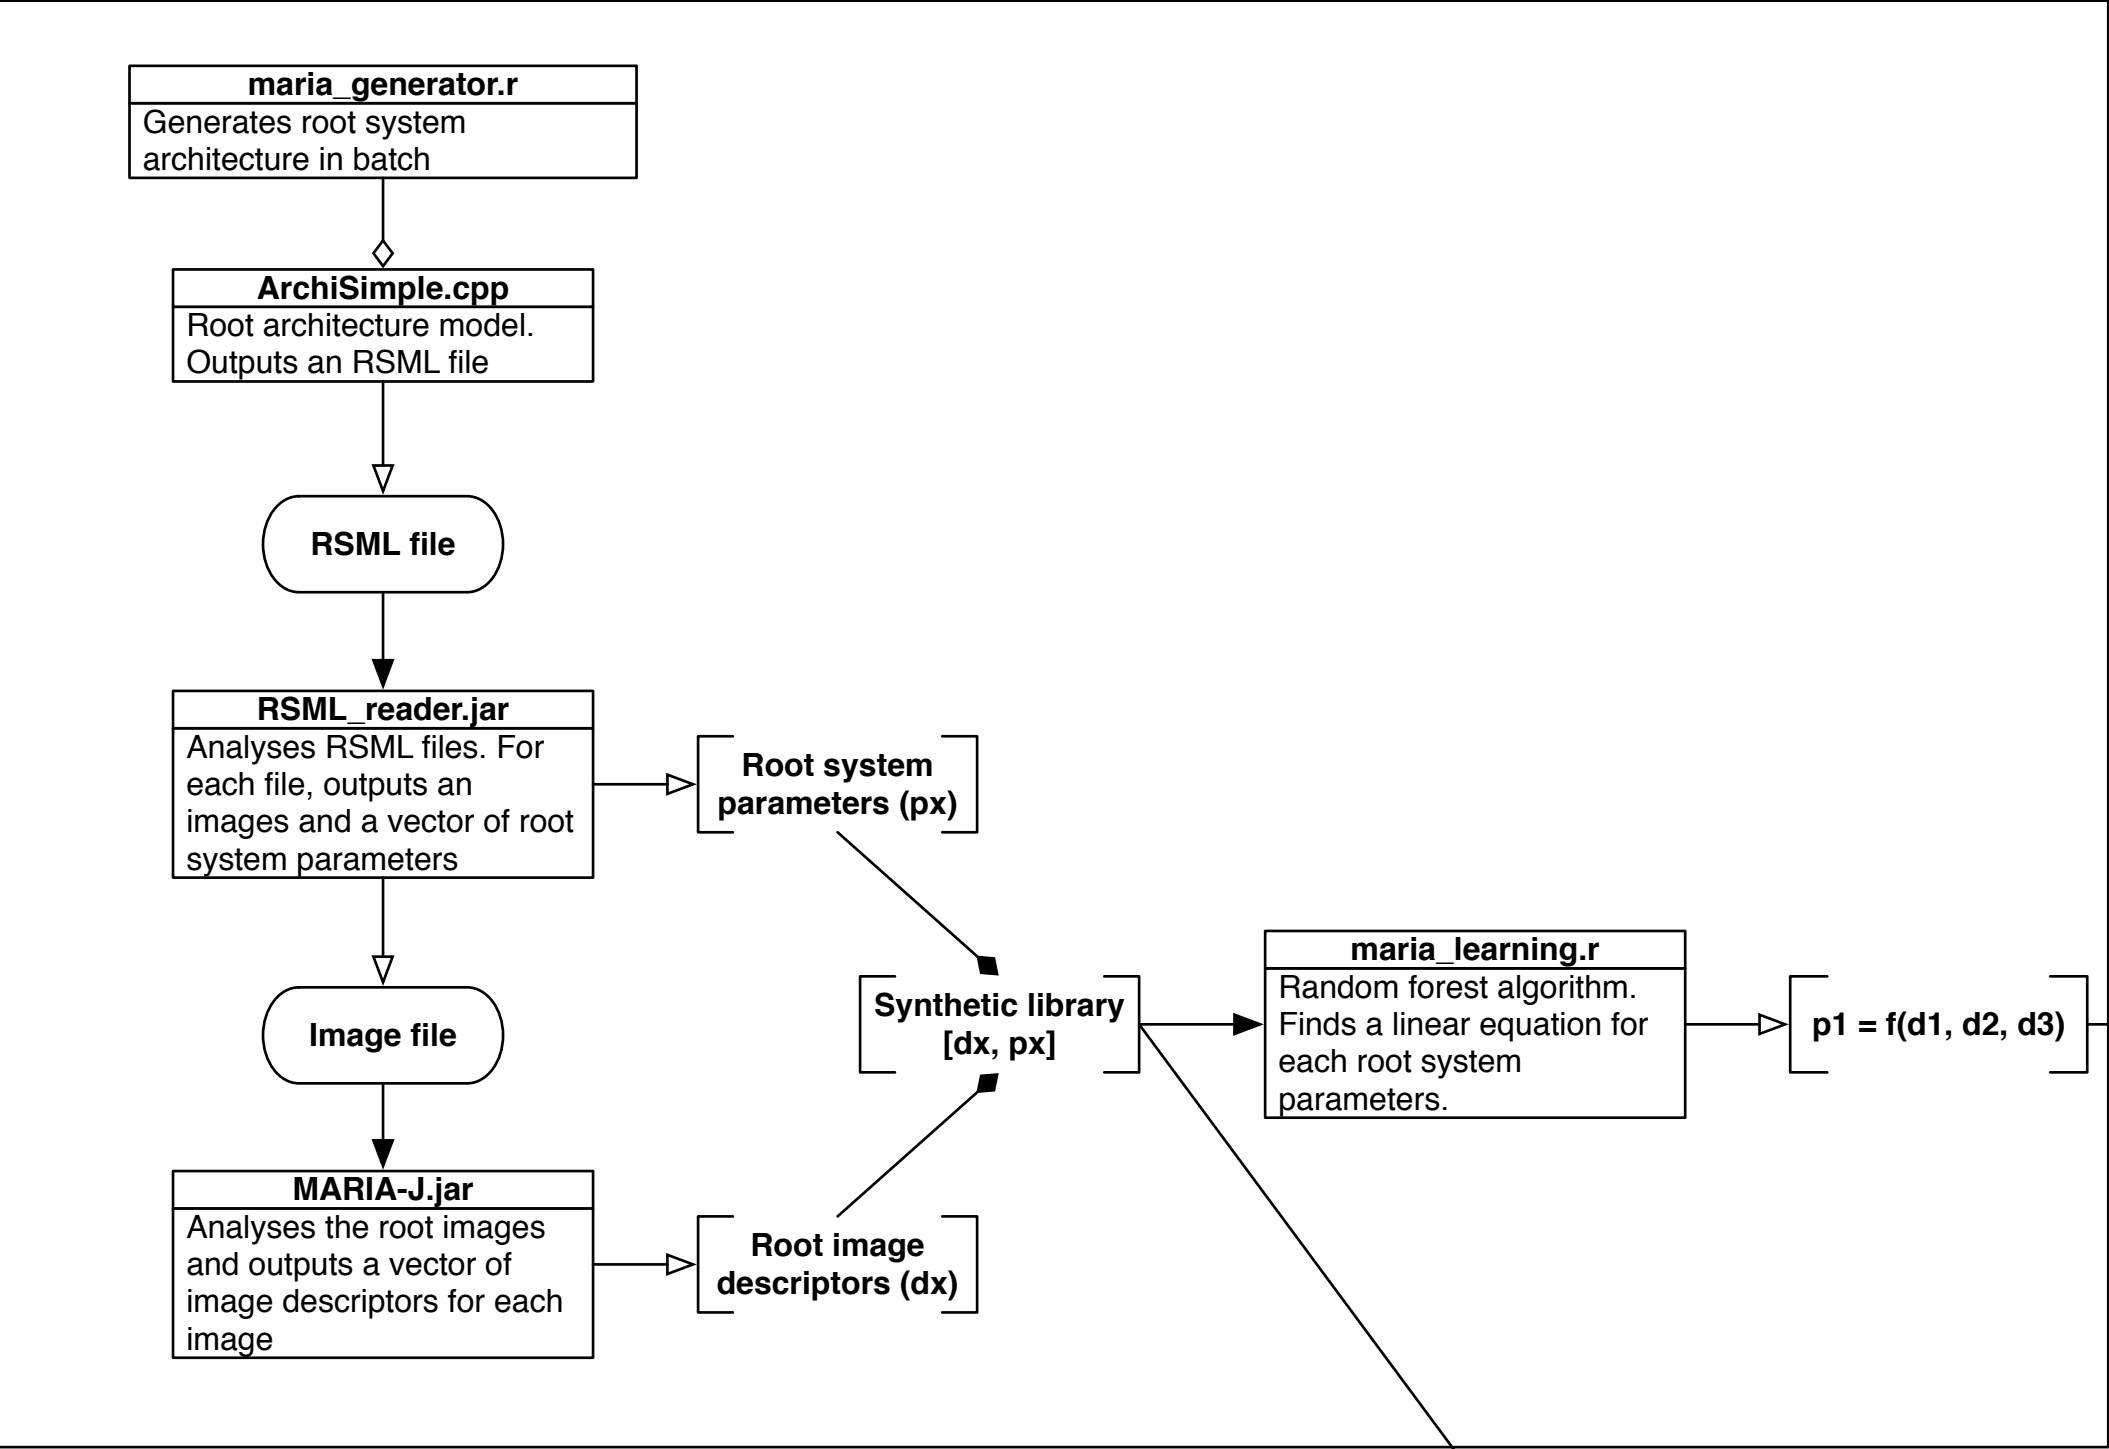 maria_generator.r
Generates root system
architecture in batch
ArchiSimple.cpp
Root architecture model.
Outputs an RSML file
RSML file
RSML_reader.jar
Analyses RSML files. For
each file, outputs an
images and a vector of root
system parameters
Root system
parameters (px)
Image file
Synthetic library
[dx, px]
maria_learning.r
Random forest algorithm.
Finds a linear equation for
each root system
parameters.
p1 = f(d1, d2, d3)
MARIA-J.jar
Analyses the root images
and outputs a vector of
image descriptors for each
image
Root image
descriptors (dx)